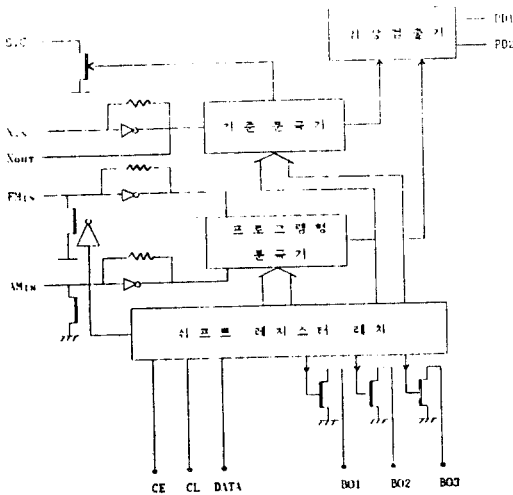 위상검출기
PD1
PD2
S.C
XIN
XOUT
기준 분주기
FMIN
프로그램형
분주기
AMIN
쉬프트 레지스터 래치
CE CL DATA BO1 BO2 BO3